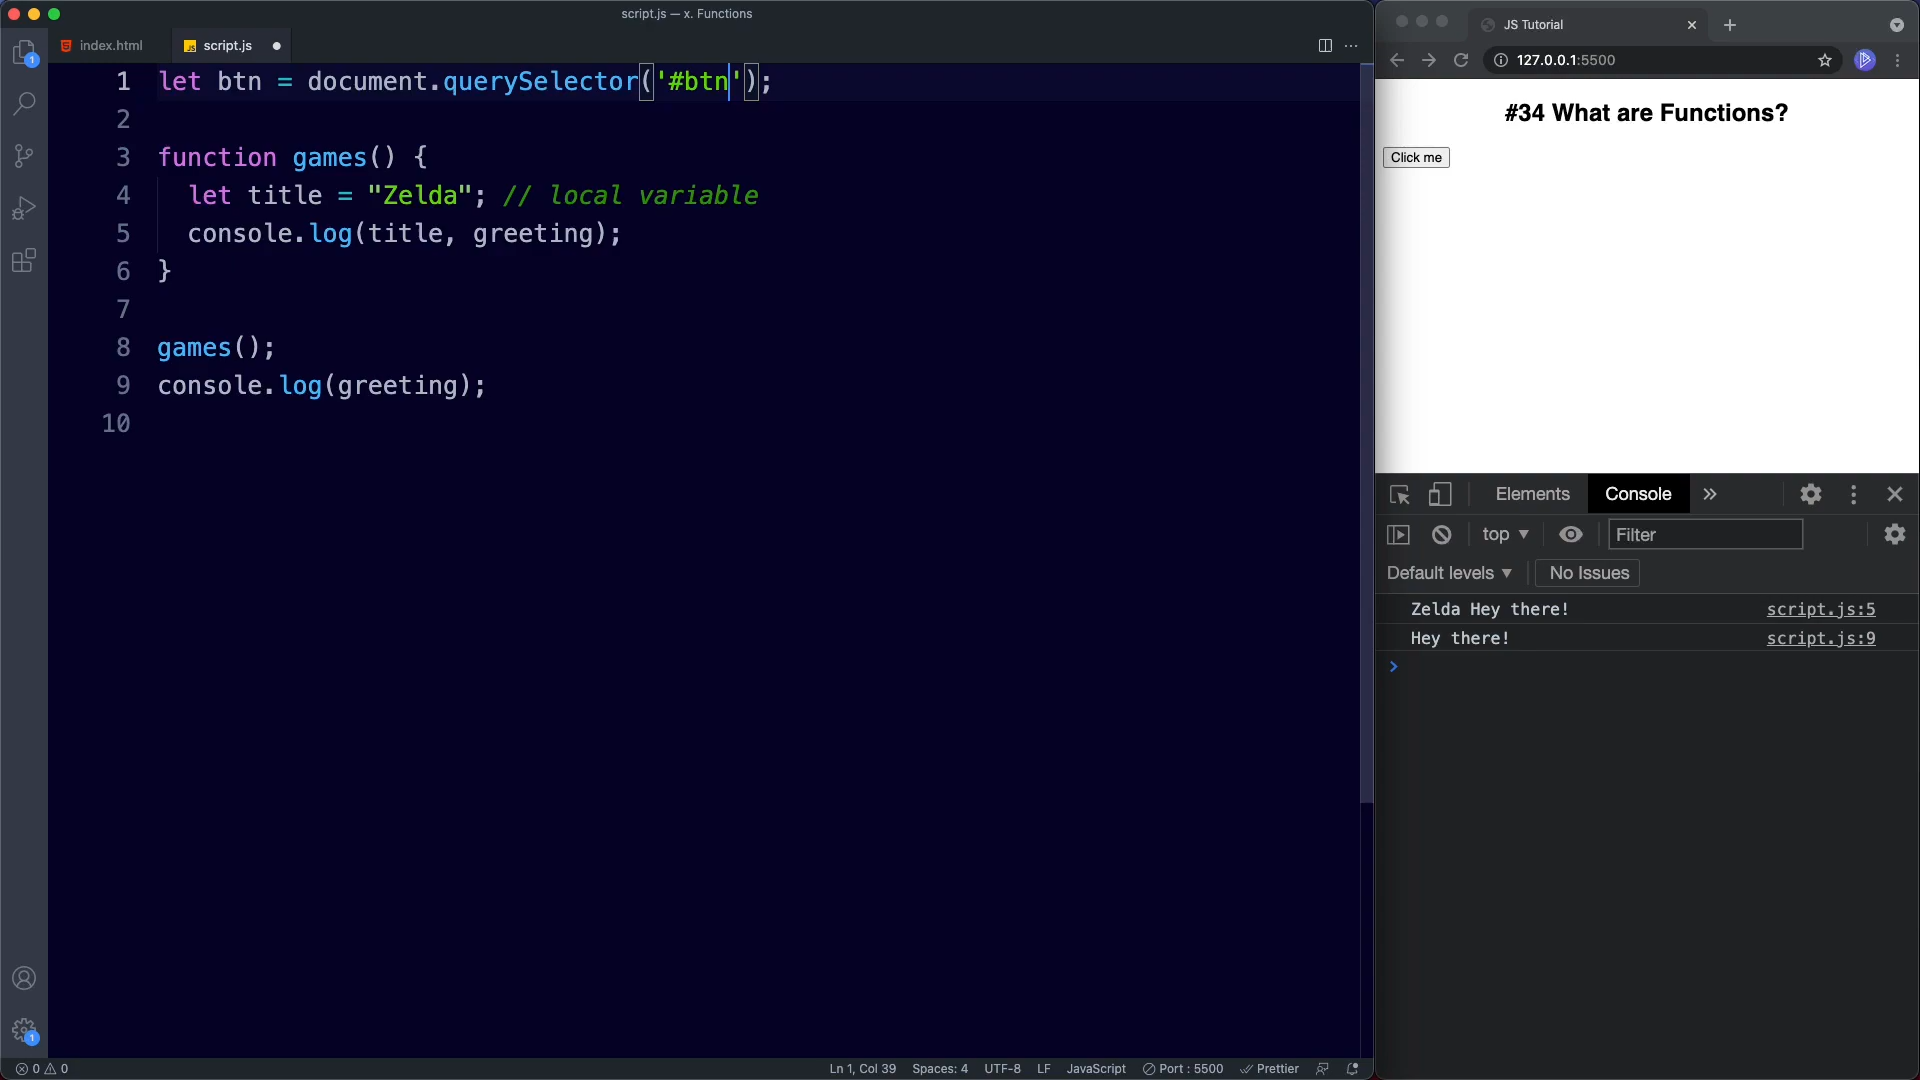 script.js — x. Functions
index.html
JS script.js
1 let btn = document.querySelector('#btn');
2
3 function games() {
4 let title = "Zelda"; // local variable
5 console.log(title, greeting);
6 }
7
8 games();
9 console.log(greeting);
10
1
1
0 0
Ln 1, Col 39
Spaces: 4
UTF-8
LF
JavaScript
Port : 5500
Prettier
JS Tutorial
127.0.0.1:5500
#34 What are Functions?
Click me
Elements
Console
top
Filter
Default levels
No Issues
Zelda Hey there! script.js:5
Hey there! script.js:9